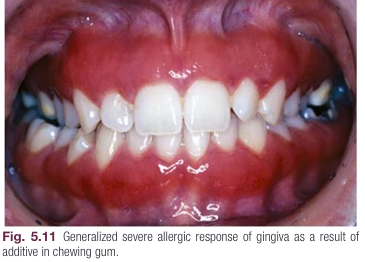 Fig. 5.11 Generalized severe allergic response of gingiva as a result of
additive in chewing gum.